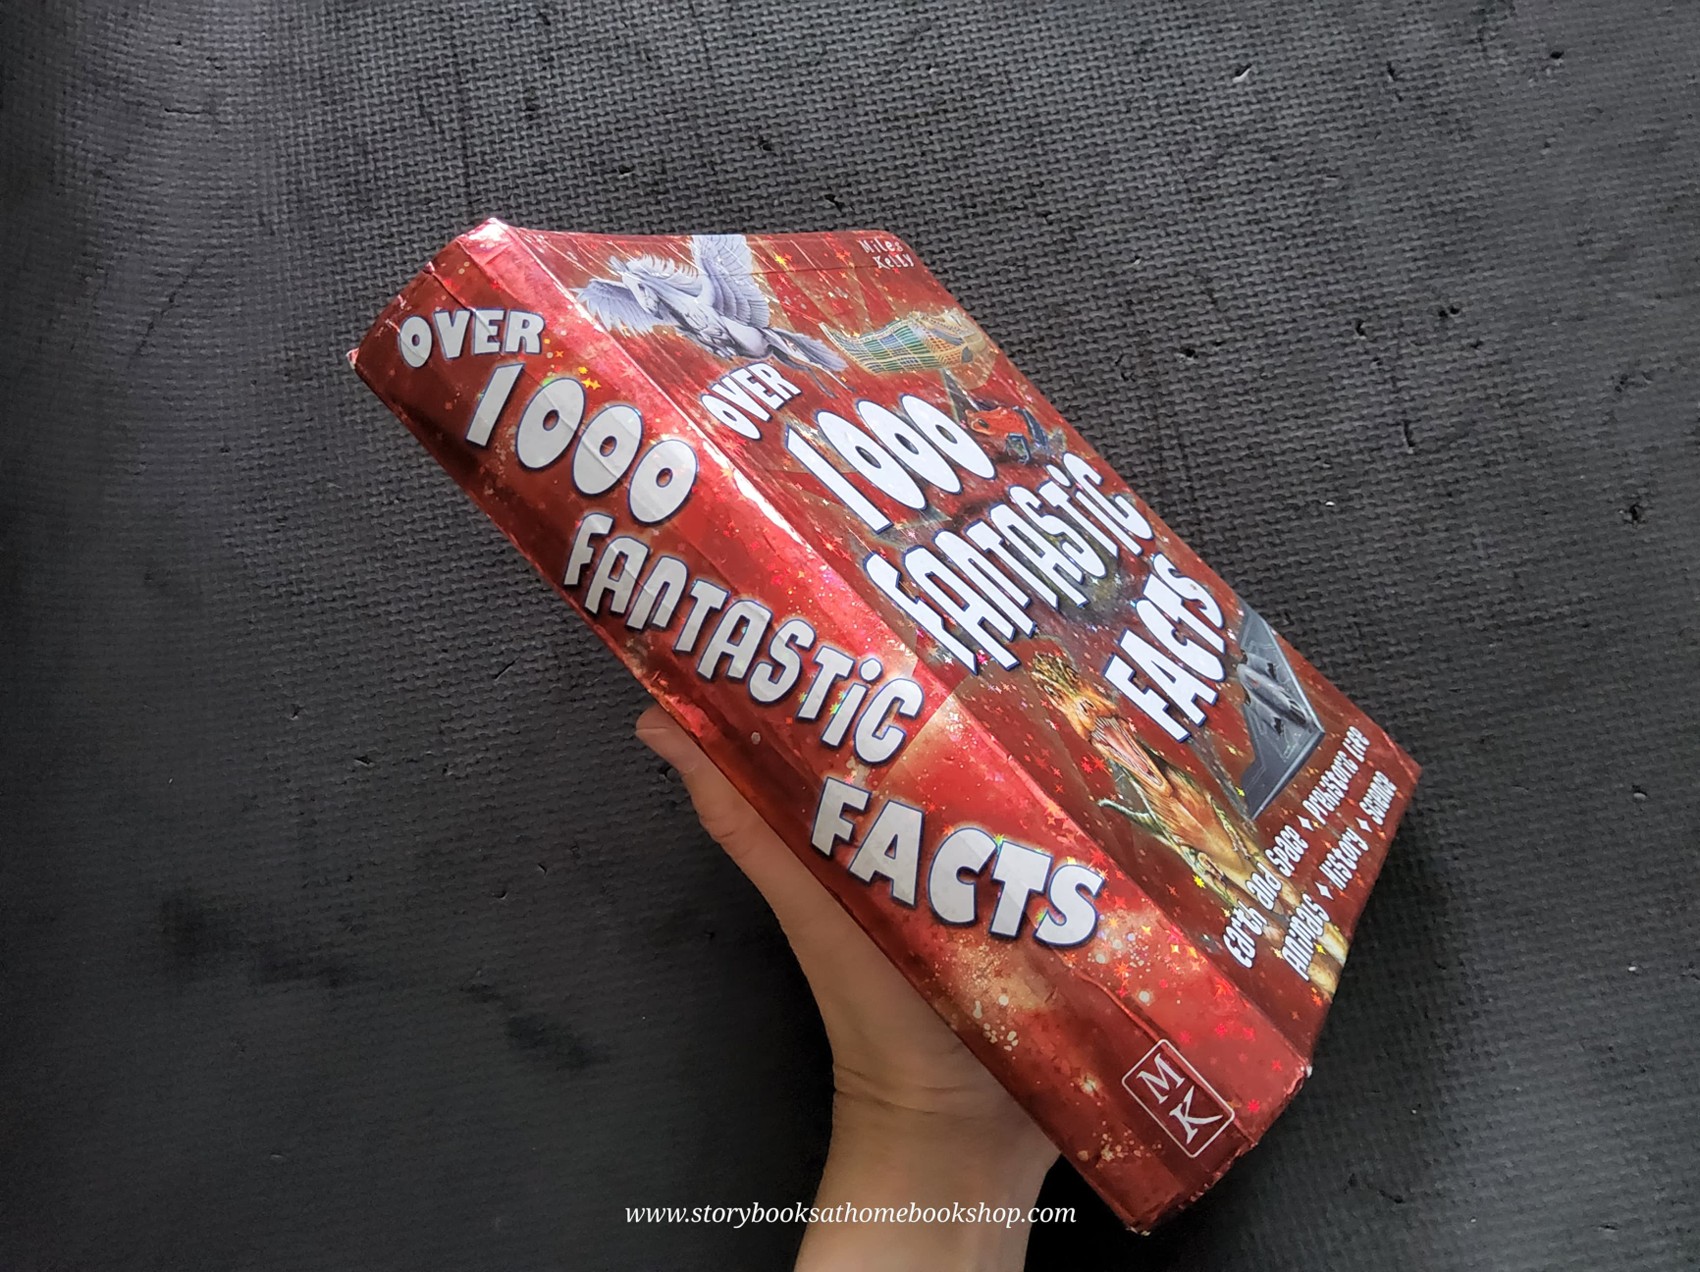 OVER
1000
FANTASTiC
FACTS
MK
Miles
Kelly
OVER
1000
FANTASTiC
FACTS
Earth and Space ✦ Prehistoric Life
Animals ✦ History ✦ Science
www.storybooksathomebookshop.com